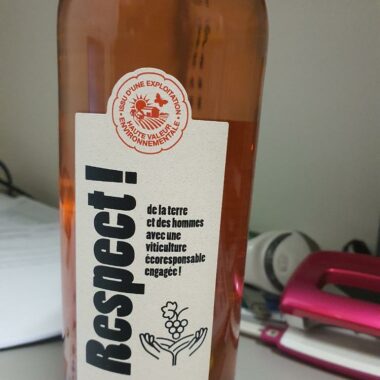 ISSU D'UNE EXPLOITATION
HAUTE VALEUR
ENVIRONNEMENTALE
Respect!
de la terre
et des hommes
avec une
viticulture
écoresponsable
engagée!